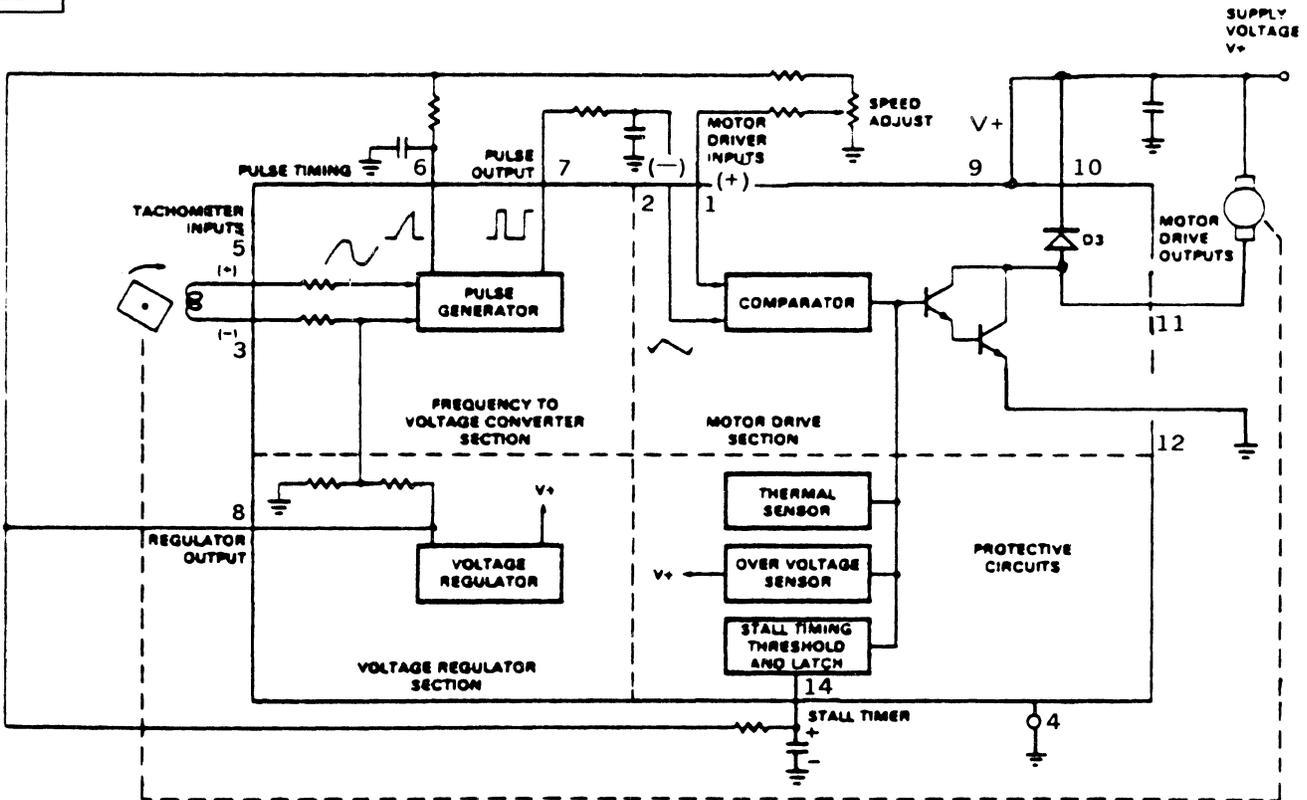 SUPPLY
VOLTAGE
V+
SPEED
ADJUST
MOTOR
DRIVER
INPUTS
V+
PULSE TIMING
6
PULSE
OUTPUT
7
(-)
(+)
9
10
2
1
TACHOMETER
INPUTS
5
(+)
(-)
3
PULSE
GENERATOR
COMPARATOR
D3
MOTOR
DRIVE
OUTPUTS
11
12
FREQUENCY TO
VOLTAGE CONVERTER
SECTION
MOTOR DRIVE
SECTION
8
REGULATOR
OUTPUT
V+
VOLTAGE
REGULATOR
VOLTAGE REGULATOR
SECTION
THERMAL
SENSOR
V+
OVER VOLTAGE
SENSOR
STALL TIMING
THRESHOLD
AND LATCH
PROTECTIVE
CIRCUITS
14
STALL TIMER
+
-
4